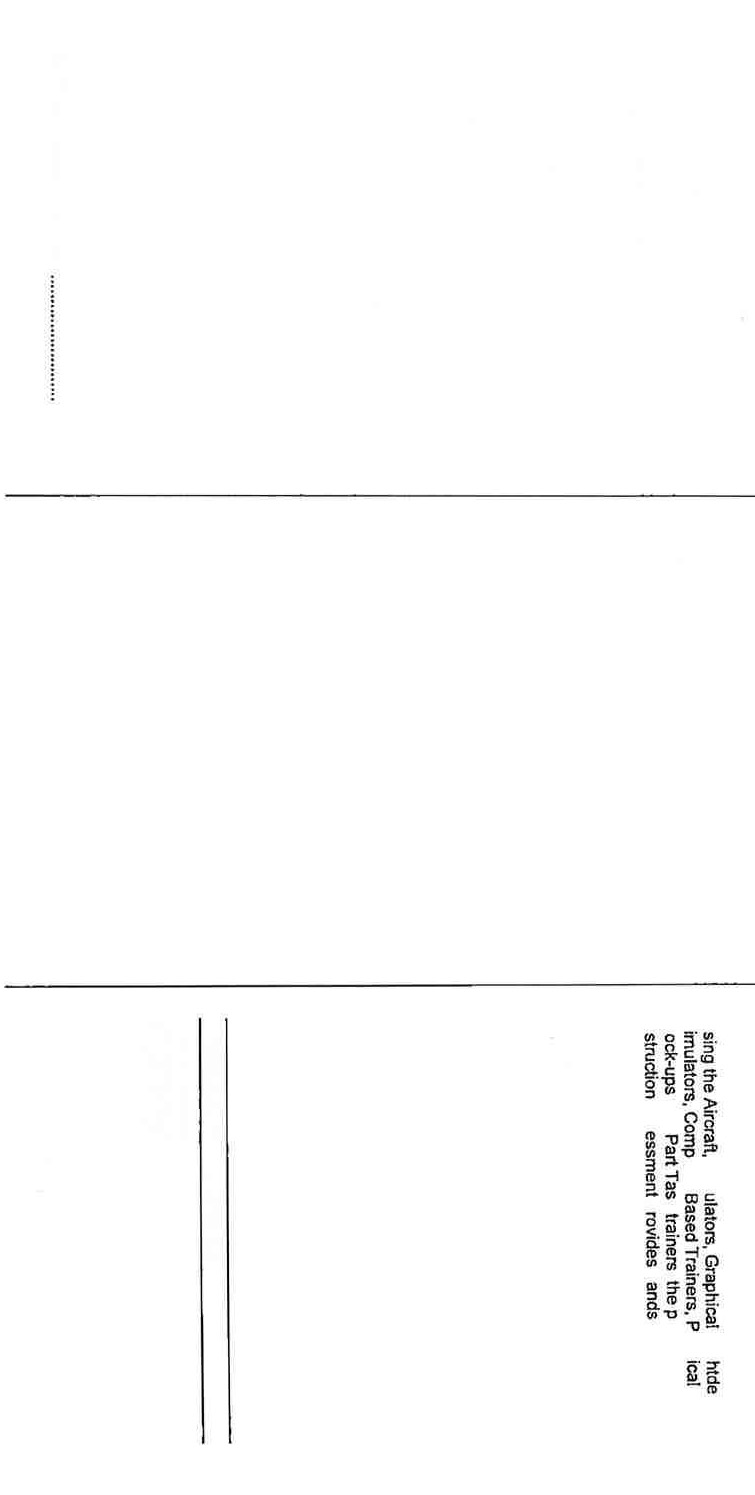 sing the Aircraft, ulators, Graphical htde
imulators, Comp Based Trainers, P ical
ock-ups Part Tas trainers the p
struction essment rovides ands